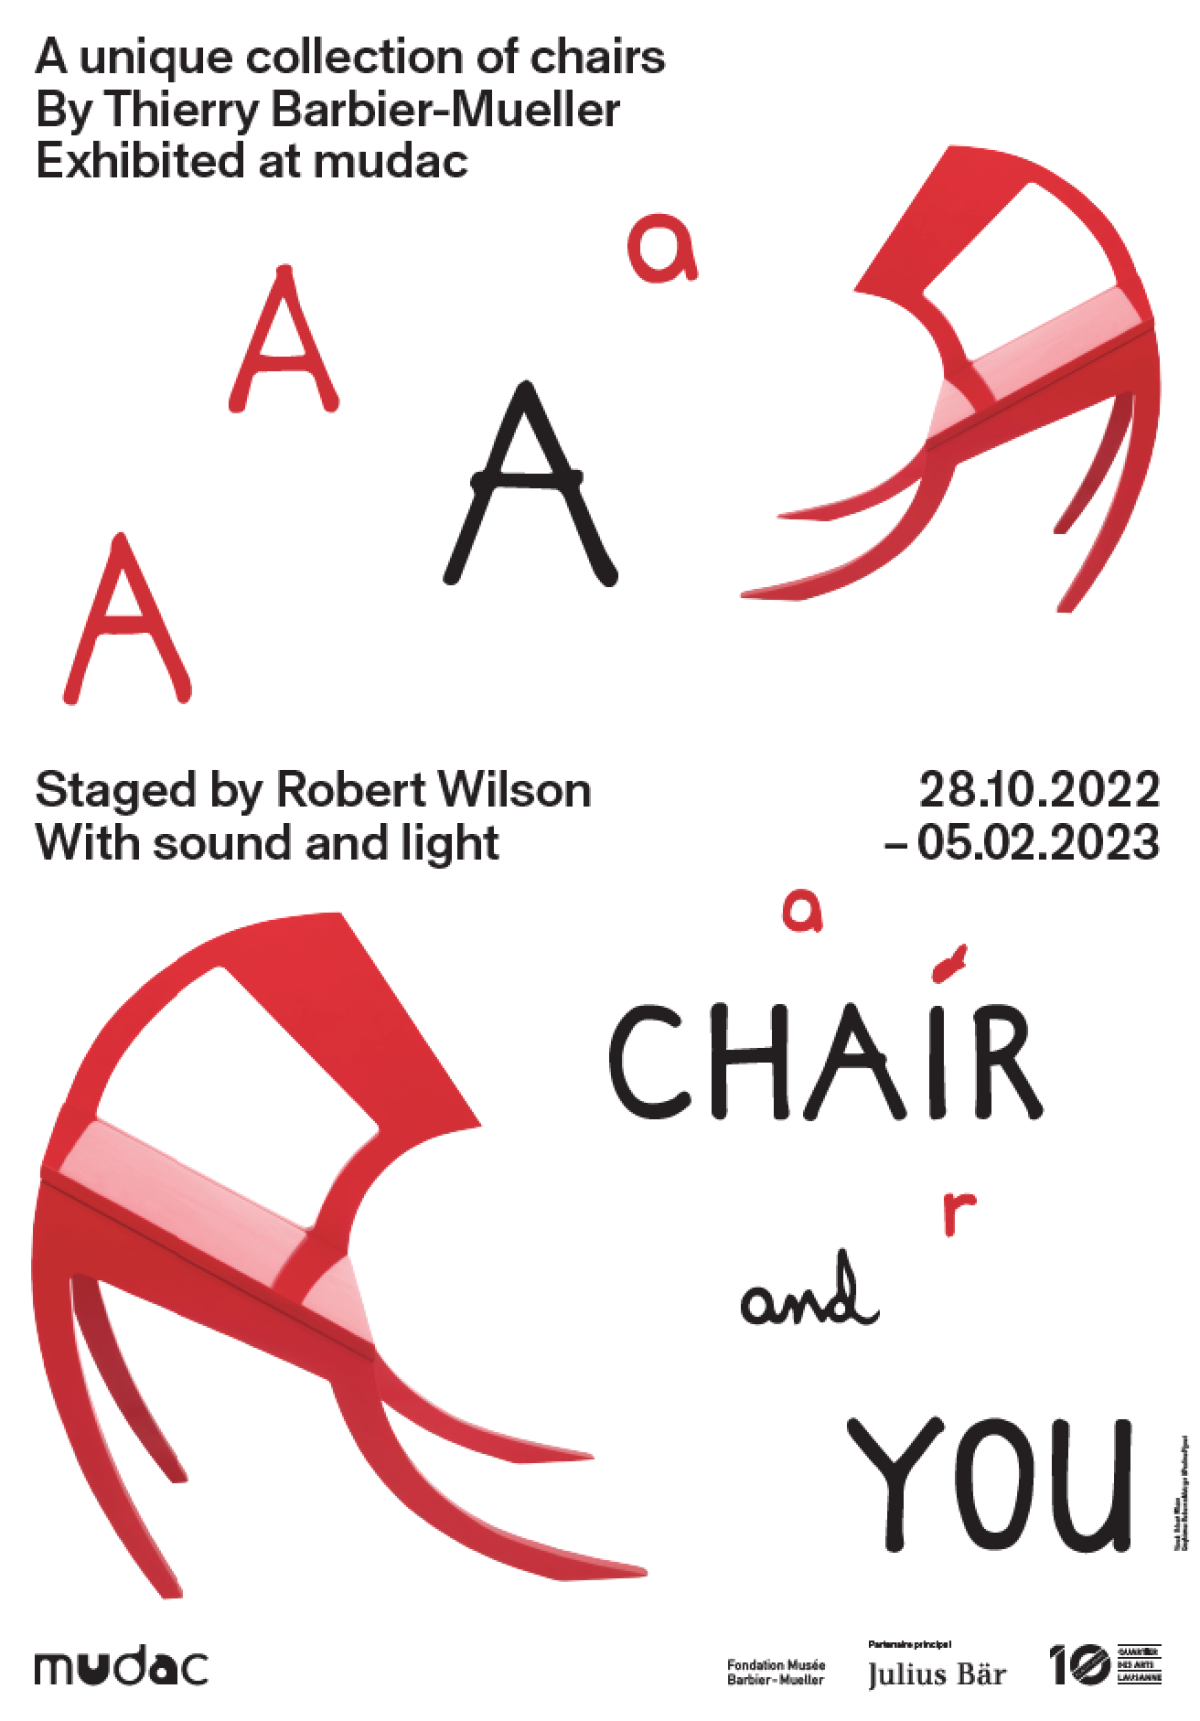 A unique collection of chairs
By Thierry Barbier-Mueller
Exhibited at mudac
a
A
A
A
Staged by Robert Wilson
With sound and light
28.10.2022
– 05.02.2023
a
CHAÍR
r
and
YOU
mudac
Fondation Musée
Barbier-Mueller
Partenaire principal
Julius Bär
10
QUARTIER
DES ARTS
LAUSANNE